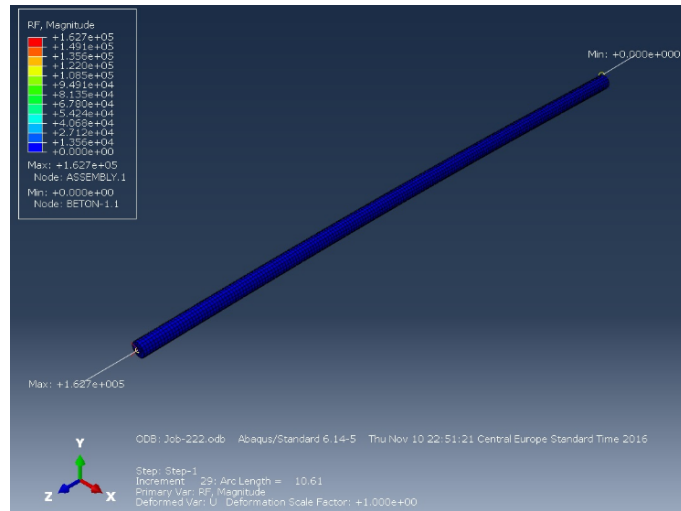 RF, Magnitude
+1.627e+05
+1.491e+05
+1.356e+05
+1.220e+05
+1.085e+05
+9.491e+04
+8.135e+04
+6.780e+04
+5.424e+04
+4.068e+04
+2.712e+04
+1.356e+04
+0.000e+00
Max: +1.627e+05
Node: ASSEMBLY.1
Min: +0.000e+00
Node: BETON-1.1
Min: +0.000e+000
Max: +1.627e+005
Y
Z
X
ODB: Job-222.odb Abaqus/Standard 6.14-5 Thu Nov 10 22:51:21 Central Europe Standard Time 2016
Step: Step-1
Increment 29: Arc Length = 10.61
Primary Var: RF, Magnitude
Deformed Var: U Deformation Scale Factor: +1.000e+00